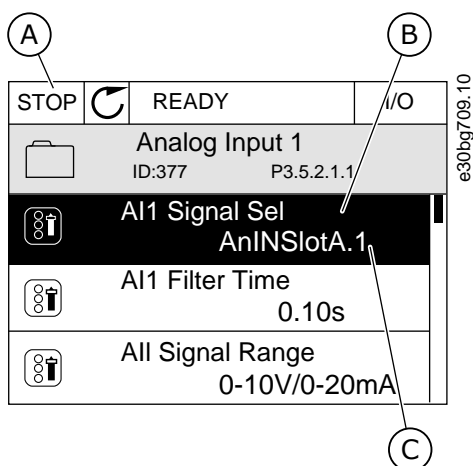 A
B
STOP READY I/O
Analog Input 1
ID:377 P3.5.2.1.1
AI1 Signal Sel
AnINSlotA.1
AI1 Filter Time
0.10s
AIl Signal Range
0-10V/0-20mA
C
e30bg709.10